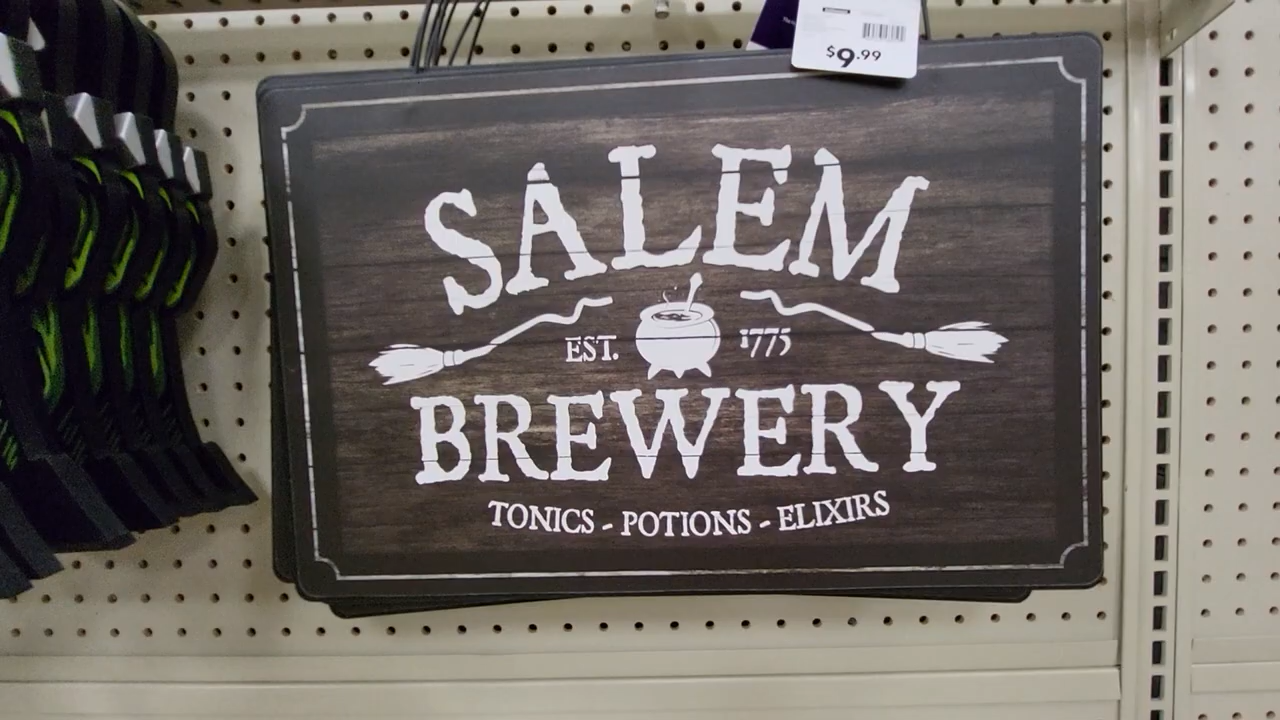 $9.99
SALEM
EST. 1775
BREWERY
TONICS - POTIONS - ELIXIRS